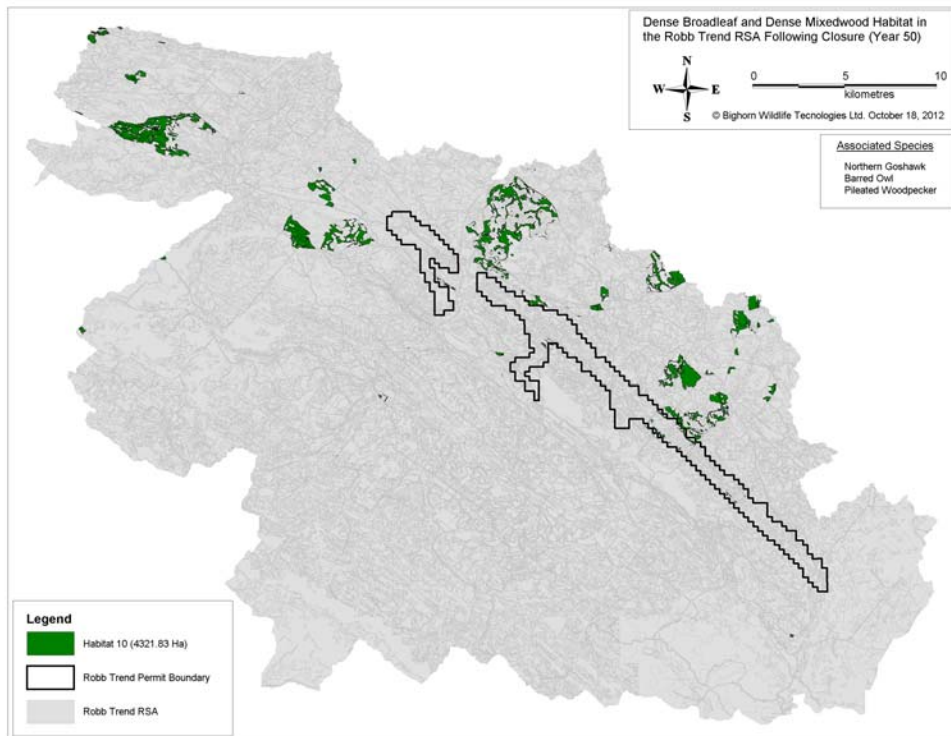 Dense Broadleaf and Dense Mixedwood Habitat in
the Robb Trend RSA Following Closure (Year 50)
N
W E
S
0 5 10
kilometres
© Bighorn Wildlife Tecnologies Ltd. October 18, 2012
Associated Species
Northern Goshawk
Barred Owl
Pileated Woodpecker
Legend
Habitat 10 (4321.83 Ha)
Robb Trend Permit Boundary
Robb Trend RSA